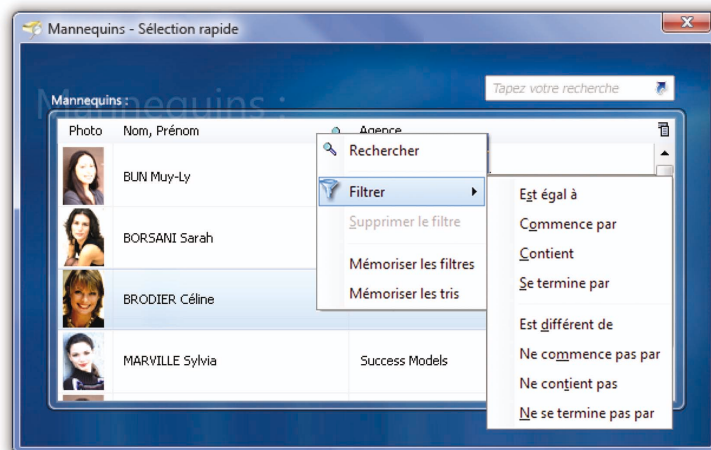 Mannequins - Sélection rapide
Tapez votre recherche
Mannequins :
Mannequins :
Photo Nom, Prénom Agence
BUN Muy-Ly
BORSANI Sarah
BRODIER Céline
MARVILLE Sylvia Success Models
Rechercher
Filtrer
Supprimer le filtre
Mémoriser les filtres
Mémoriser les tris
Est égal à
Commence par
Contient
Se termine par
Est différent de
Ne commence pas par
Ne contient pas
Ne se termine pas par